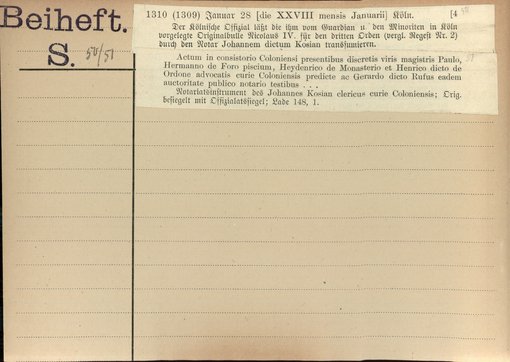 Beiheft.
S. 50/51
1310 (1309) Januar 28 [die XXVIII mensis Januarii] Köln. [4
Der Kölnische Offizial läßt die ihm vom Guardian u. den Minoriten in Köln
vorgelegte Originalbulle Nicolaus IV. für den dritten Orden (vergl. Regest Nr. 2)
durch den Notar Johannem dictum Kosian transsumieren.
Actum in consistorio Coloniensi presentibus discretis viris magistris Paulo,
Hermanno de Foro piscium, Heydenrico de Monasterio et Henrico dicto de
Ordone advocatis curie Coloniensis predicte ac Gerardo dicto Rufus eadem
auctoritate publico notario testibus . . .
Notariatsinstrument des Johannes Kosian clericus curie Coloniensis; Orig.
besiegelt mit Offizialatsiegel; Lade 148, 1.